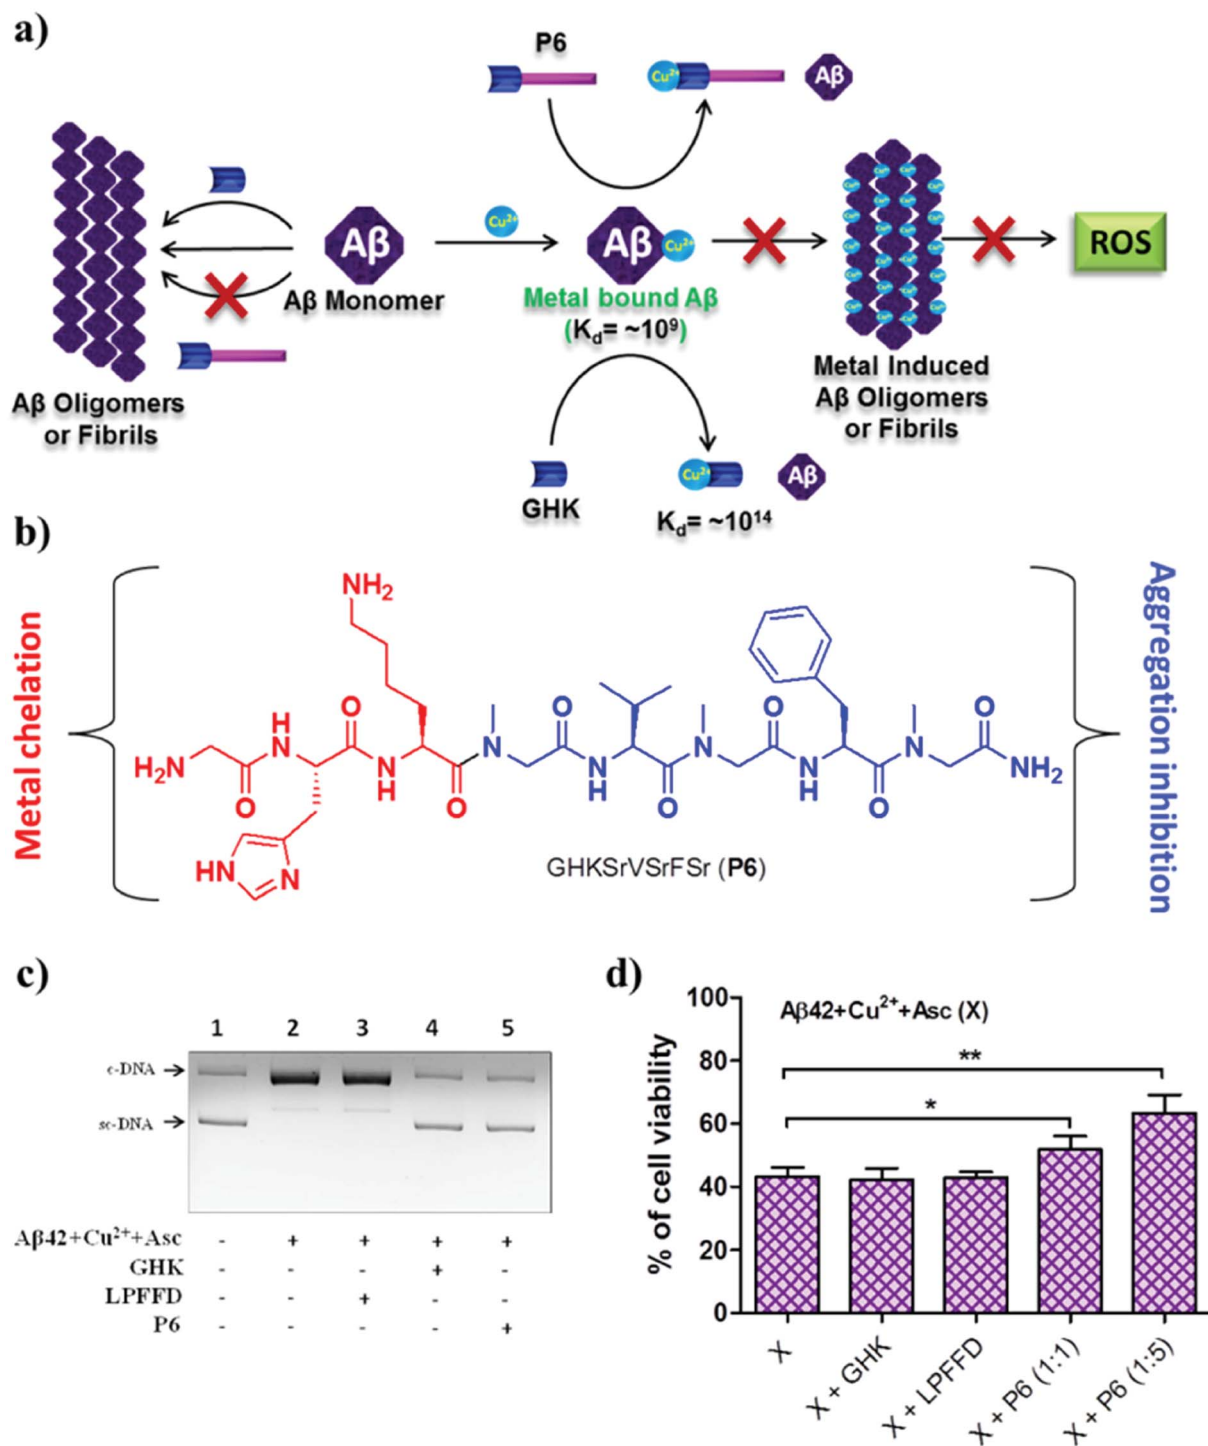 a)
P6
Cu²⁺
Aβ
Aβ
Cu²⁺
Aβ
Cu²⁺
ROS
Aβ Monomer
Metal bound Aβ
(Kd= ~10⁹)
Aβ Oligomers
or Fibrils
Metal Induced
Aβ Oligomers
or Fibrils
Cu²⁺
Aβ
GHK
Kd= ~10¹⁴
b)
Metal chelation
Aggregation inhibition
NH₂
H
N
O
O
N
O
H₂N
O
N
H
O
N
N
H
O
N
N
H
O
N
NH₂
HN
N
GHKSrVSrFSr (P6)
c)
1 2 3 4 5
c-DNA
sc-DNA
Aβ42+Cu²⁺+Asc - + + + +
GHK - - - + -
LPFFD - - + - -
P6 - - - - +
d)
Aβ42+Cu²⁺+Asc (X)
% of cell viability
100
80
60
40
20
0
**
*
X
X + GHK
X + LPFFD
X + P6 (1:1)
X + P6 (1:5)